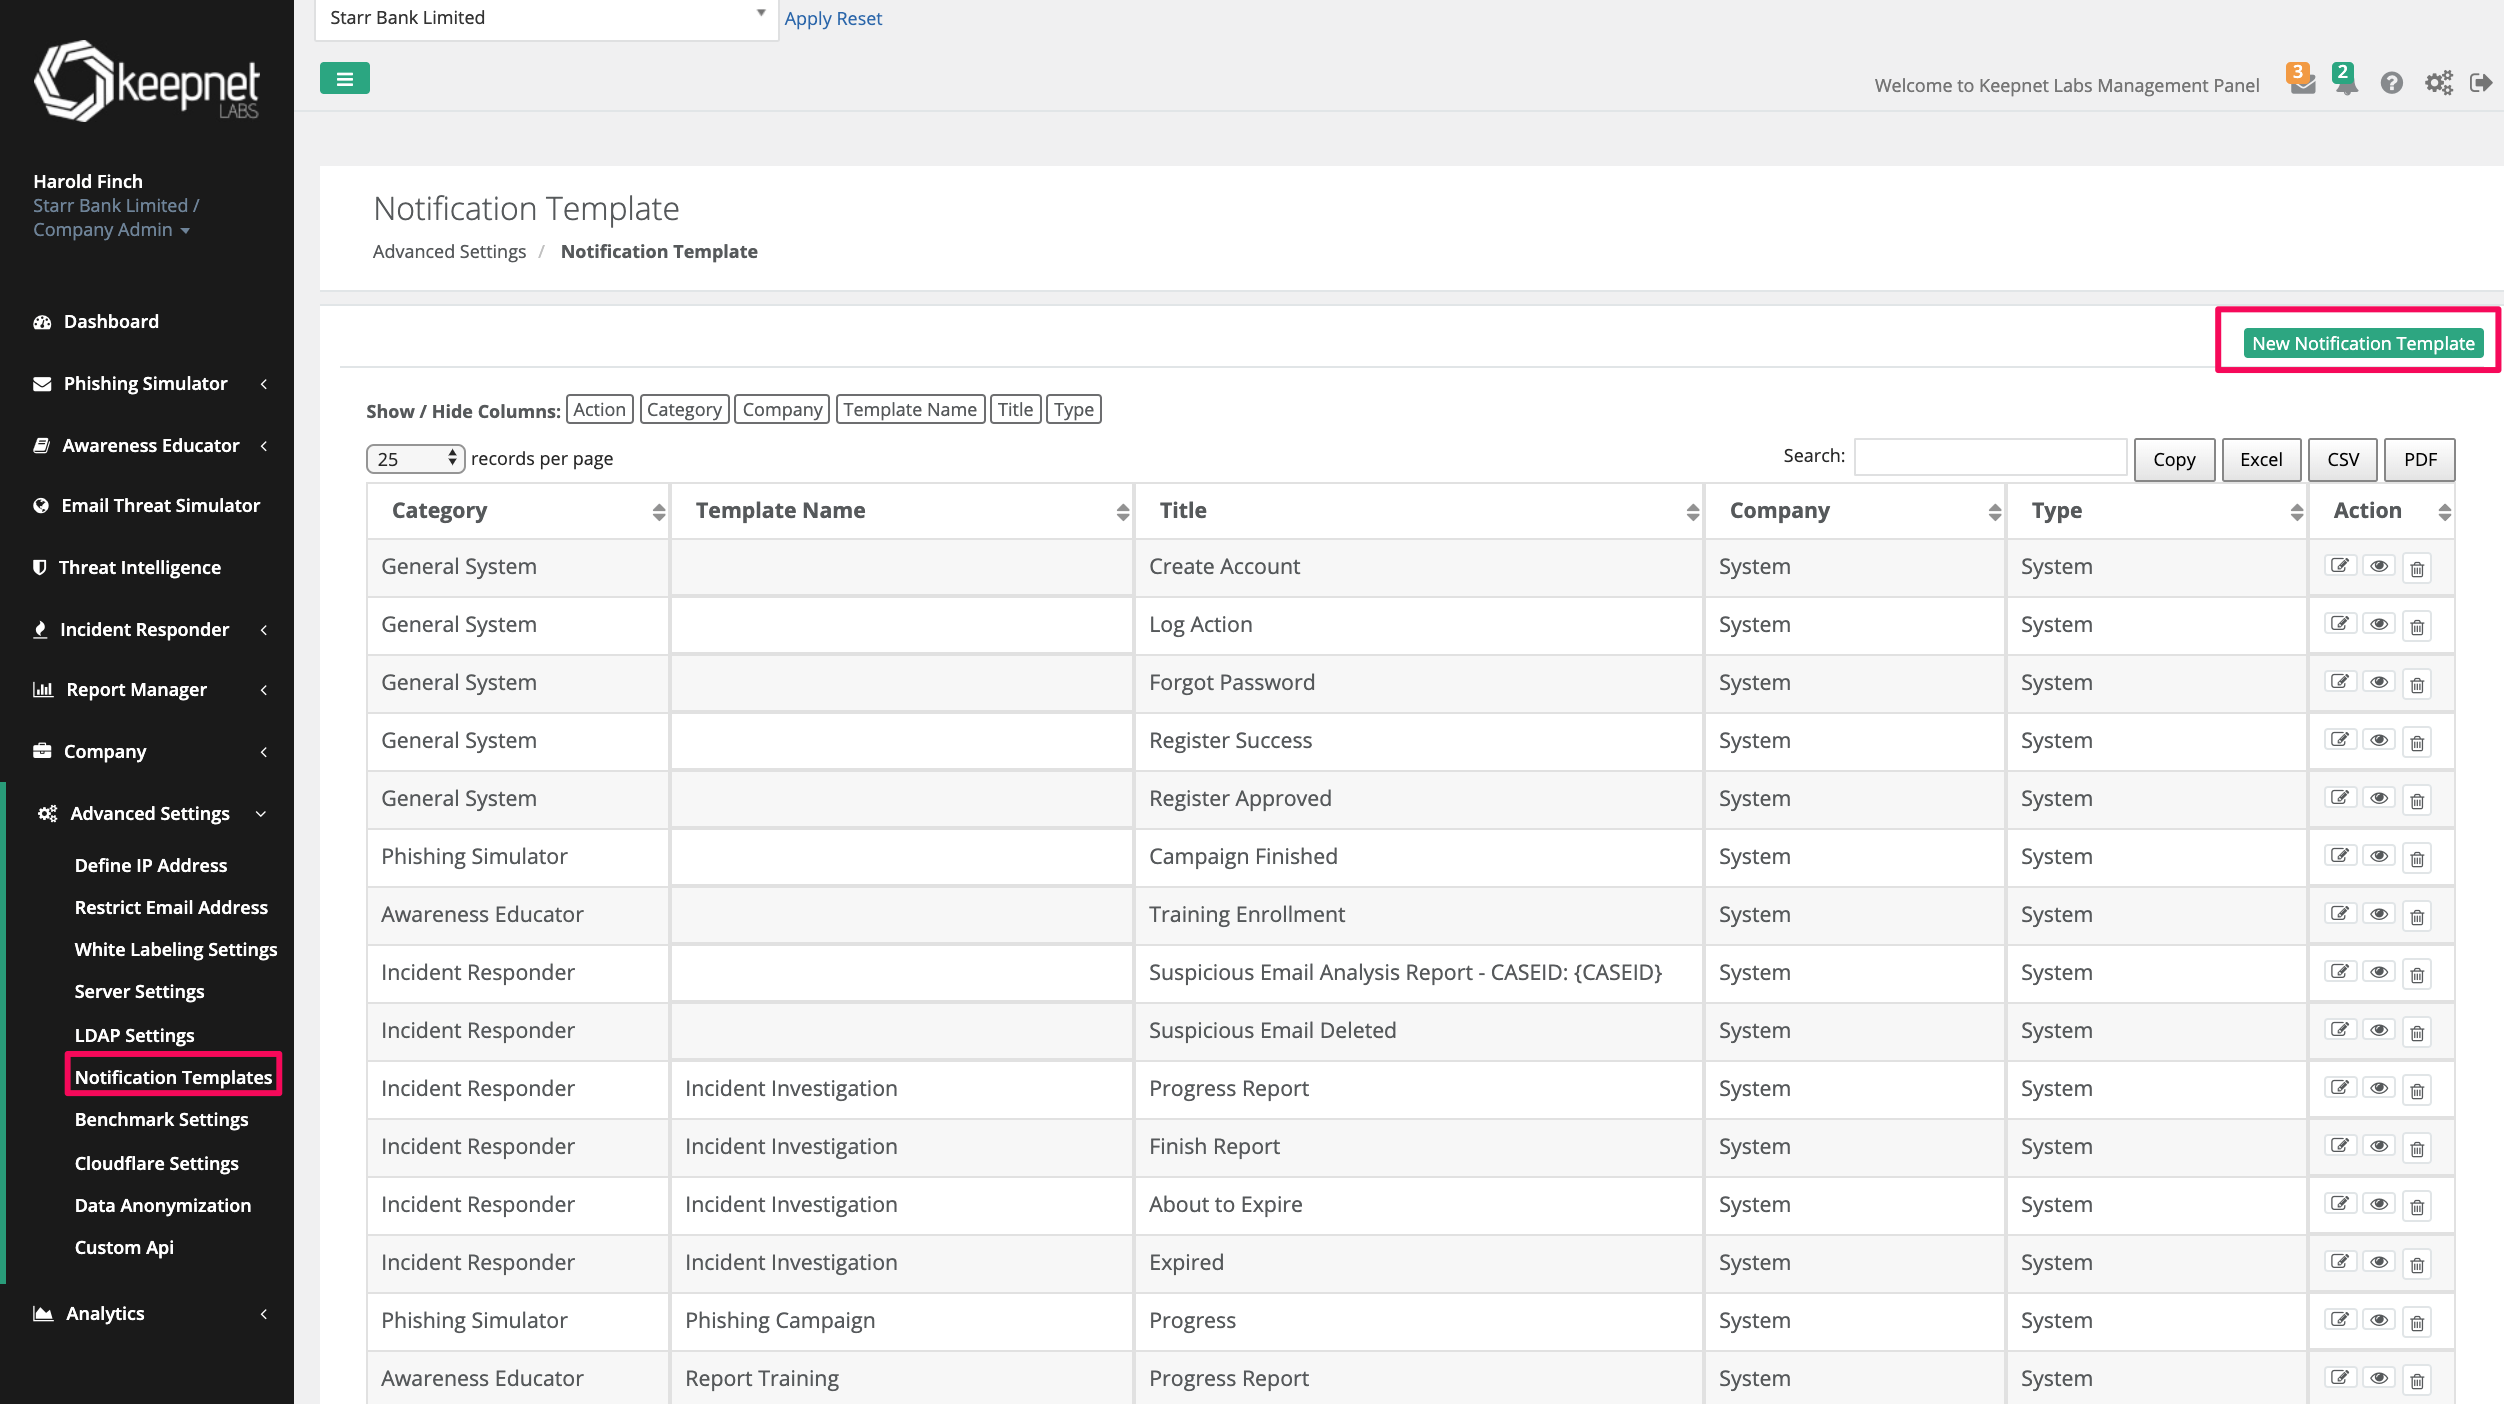 Starr Bank Limited
Apply Reset
keepnet
LABS
Welcome to Keepnet Labs Management Panel
3
2
Harold Finch
Starr Bank Limited /
Company Admin
Dashboard
Phishing Simulator
Awareness Educator
Email Threat Simulator
Threat Intelligence
Incident Responder
Report Manager
Company
Advanced Settings
Define IP Address
Restrict Email Address
White Labeling Settings
Server Settings
LDAP Settings
Notification Templates
Benchmark Settings
Cloudflare Settings
Data Anonymization
Custom Api
Analytics
Notification Template
Advanced Settings / Notification Template
New Notification Template
Show / Hide Columns: Action Category Company Template Name Title Type
25 records per page
Search: Copy Excel CSV PDF
Category Template Name Title Company Type Action
General System Create Account System System
General System Log Action System System
General System Forgot Password System System
General System Register Success System System
General System Register Approved System System
Phishing Simulator Campaign Finished System System
Awareness Educator Training Enrollment System System
Incident Responder Suspicious Email Analysis Report - CASEID: {CASEID} System System
Incident Responder Suspicious Email Deleted System System
Incident Responder Incident Investigation Progress Report System System
Incident Responder Incident Investigation Finish Report System System
Incident Responder Incident Investigation About to Expire System System
Incident Responder Incident Investigation Expired System System
Phishing Simulator Phishing Campaign Progress System System
Awareness Educator Report Training Progress Report System System